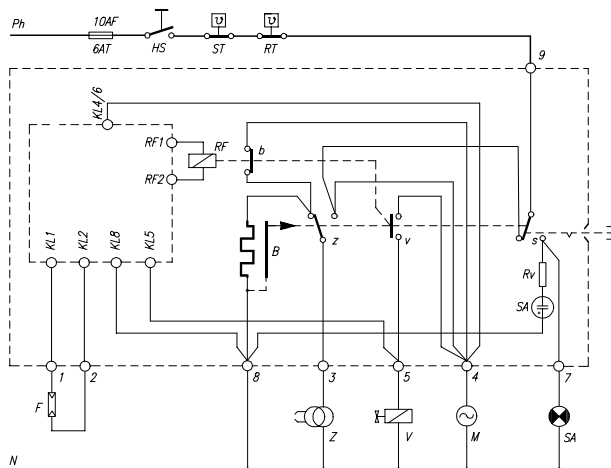 Ph
10AF
6AT
HS
ST
RT
9
KL4/6
RF1
RF
b
RF2
KL1
KL2
KL8
KL5
B
z
v
s
Rv
SA
1
2
8
3
5
4
7
F
Z
V
M
SA
N